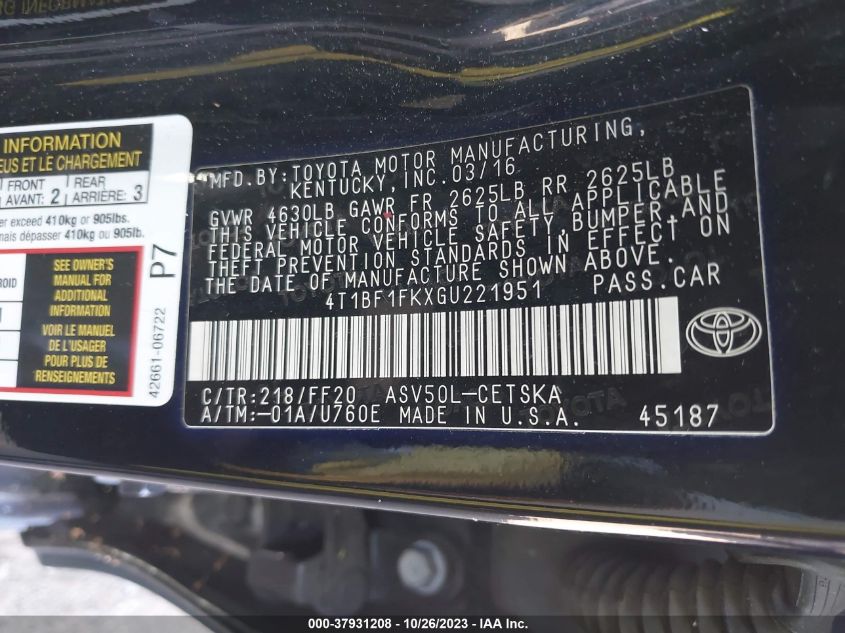 INFORMATION
EUS ET LE CHARGEMENT
FRONT
AVANT: 2
REAR
ARRIÈRE: 3
er exceed 410kg or 905lbs.
mais dépasser 410kg ou 905lb.
SEE OWNER'S
MANUAL FOR
ADDITIONAL
INFORMATION
VOIR LE MANUEL
DE L'USAGER
POUR PLUS DE
RENSEIGNEMENTS
P7
42661-06722
MFD.BY:TOYOTA MOTOR MANUFACTURING,
KENTUCKY,INC.03/16
GVWR 4630LB GAWR FR 2625LB RR 2625LB
THIS VEHICLE CONFORMS TO ALL APPLICABLE
FEDERAL MOTOR VEHICLE SAFETY,BUMPER AND
THEFT PREVENTION STANDARDS IN EFFECT ON
THE DATE OF MANUFACTURE SHOWN ABOVE.
4T1BF1FKXGU221951 PASS.CAR
C/TR:218/FF20 ASV50L-CETSKA
A/TM:-01A/U760E MADE IN U.S.A. 45187
000-37931208 - 10/26/2023 - IAA Inc.